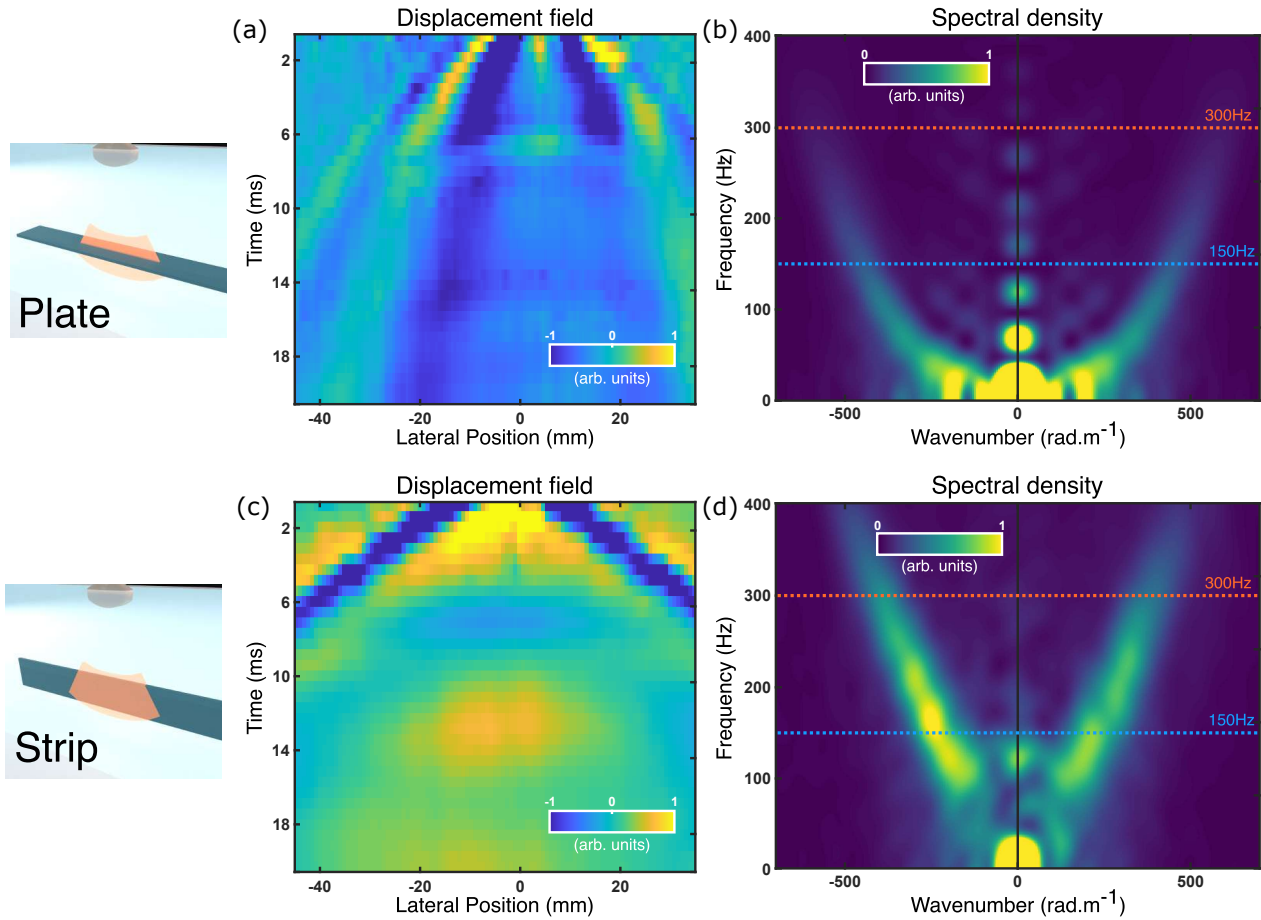 (a)
Displacement field
2
6
10
14
18
Time (ms)
-1 0 1
(arb. units)
-40 -20 0 20
Lateral Position (mm)
(b)
Spectral density
400
300
200
100
0
Frequency (Hz)
0 1
(arb. units)
300Hz
150Hz
-500 0 500
Wavenumber (rad.m-1)
Plate
(c)
Displacement field
2
6
10
14
18
Time (ms)
-1 0 1
(arb. units)
-40 -20 0 20
Lateral Position (mm)
(d)
Spectral density
400
300
200
100
0
Frequency (Hz)
0 1
(arb. units)
300Hz
150Hz
-500 0 500
Wavenumber (rad.m-1)
Strip